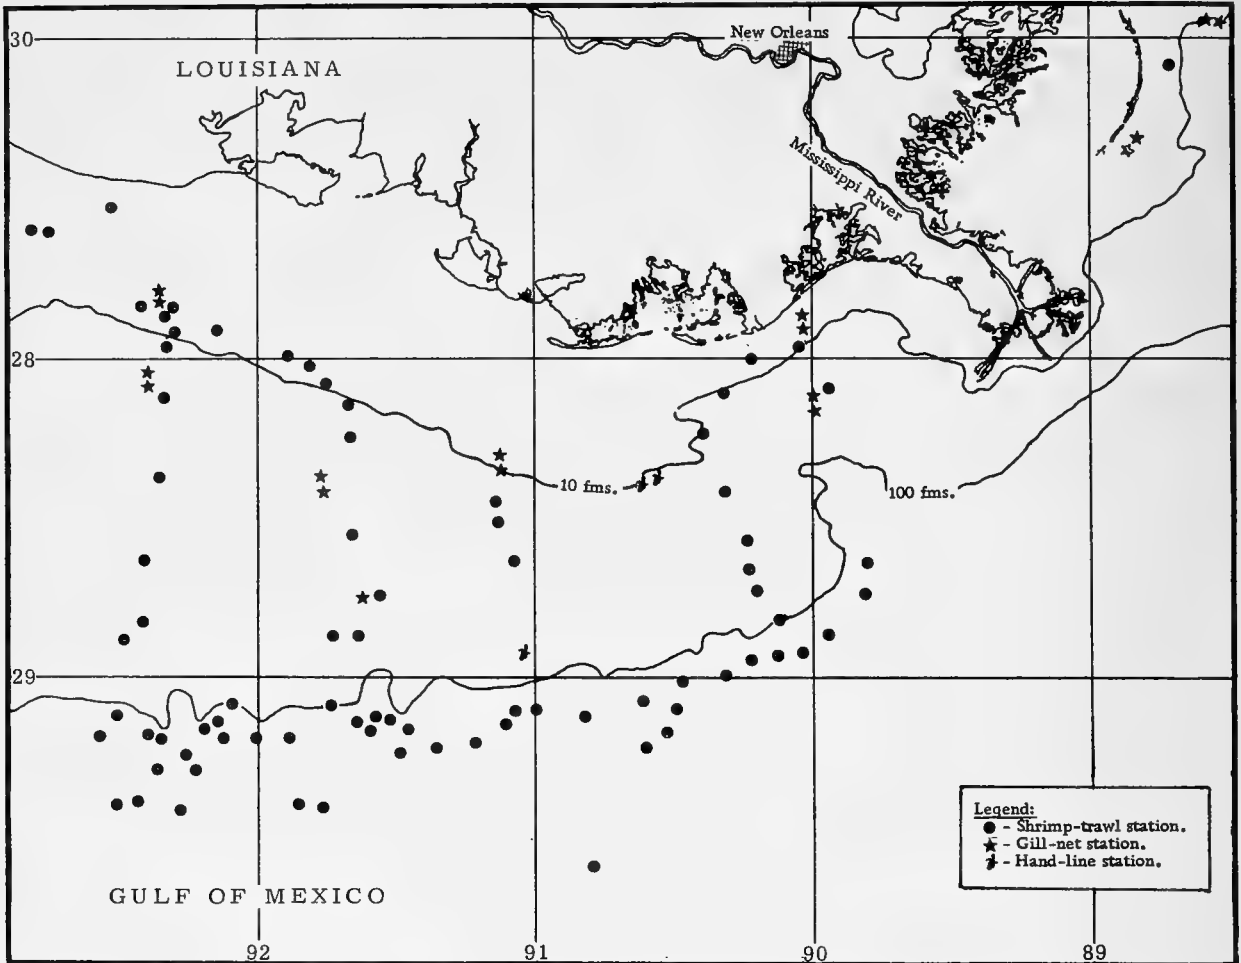 30
New Orleans
LOUISIANA
Mississippi River
28
10 fms.
100 fms.
29
Legend:
- Shrimp-trawl station.
- Gill-net station.
- Hand-line station.
GULF OF MEXICO
92
91
90
89